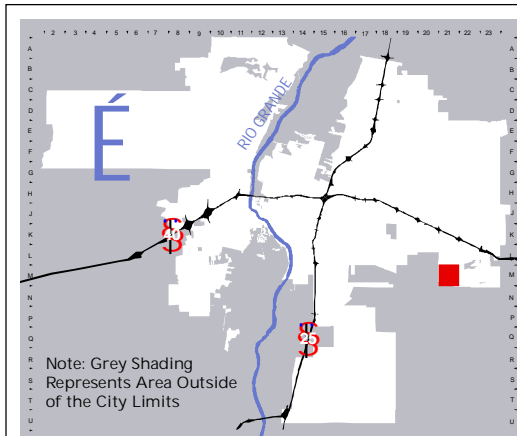 1 2 3 4 5 6 7 8 9 10 11 12 13 14 15 16 17 18 19 20 21 22 23
A
B
C
D
E
F
G
H
J
K
L
M
N
P
Q
R
S
T
U
É
RIO GRANDE
40
25
Note: Grey Shading
Represents Area Outside
of the City Limits
A
B
C
D
E
F
G
H
J
K
L
M
N
P
Q
R
S
T
U